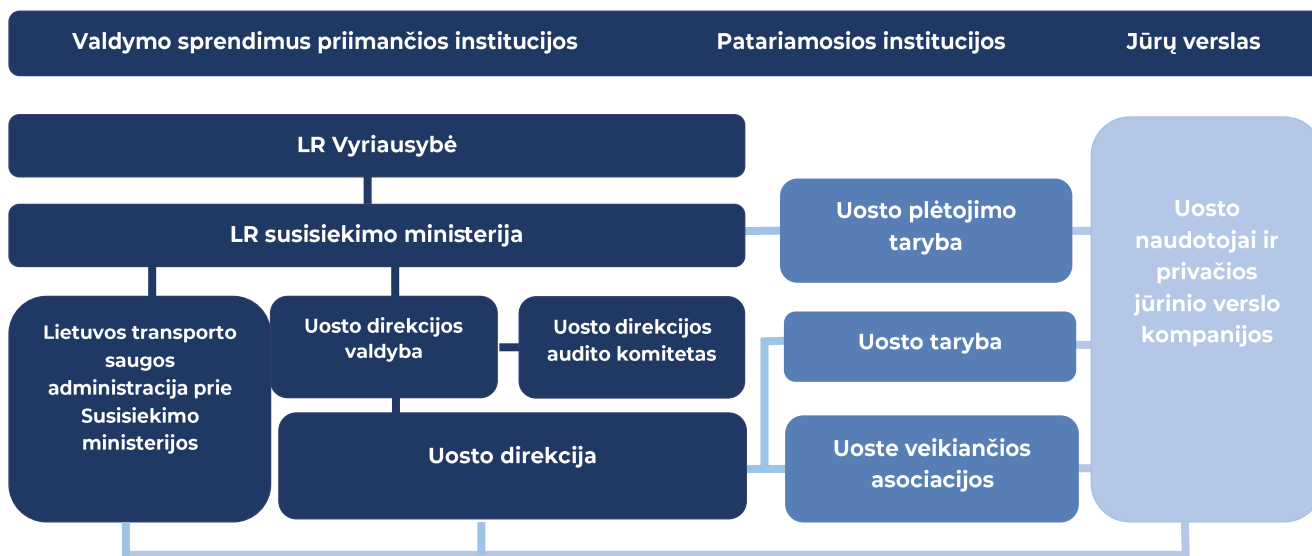 Valdymo sprendimus priimančios institucijos
Patariamosios institucijos
Jūrų verslas
LR Vyriausybė
LR susisiekimo ministerija
Lietuvos transporto
saugos
administracija prie
Susisiekimo
ministerijos
Uosto direkcijos
valdyba
Uosto direkcijos
audito komitetas
Uosto direkcija
Uosto plėtojimo
taryba
Uosto taryba
Uoste veikiančios
asociacijos
Uosto
naudotojai ir
privačios
jūrinio verslo
kompanijos